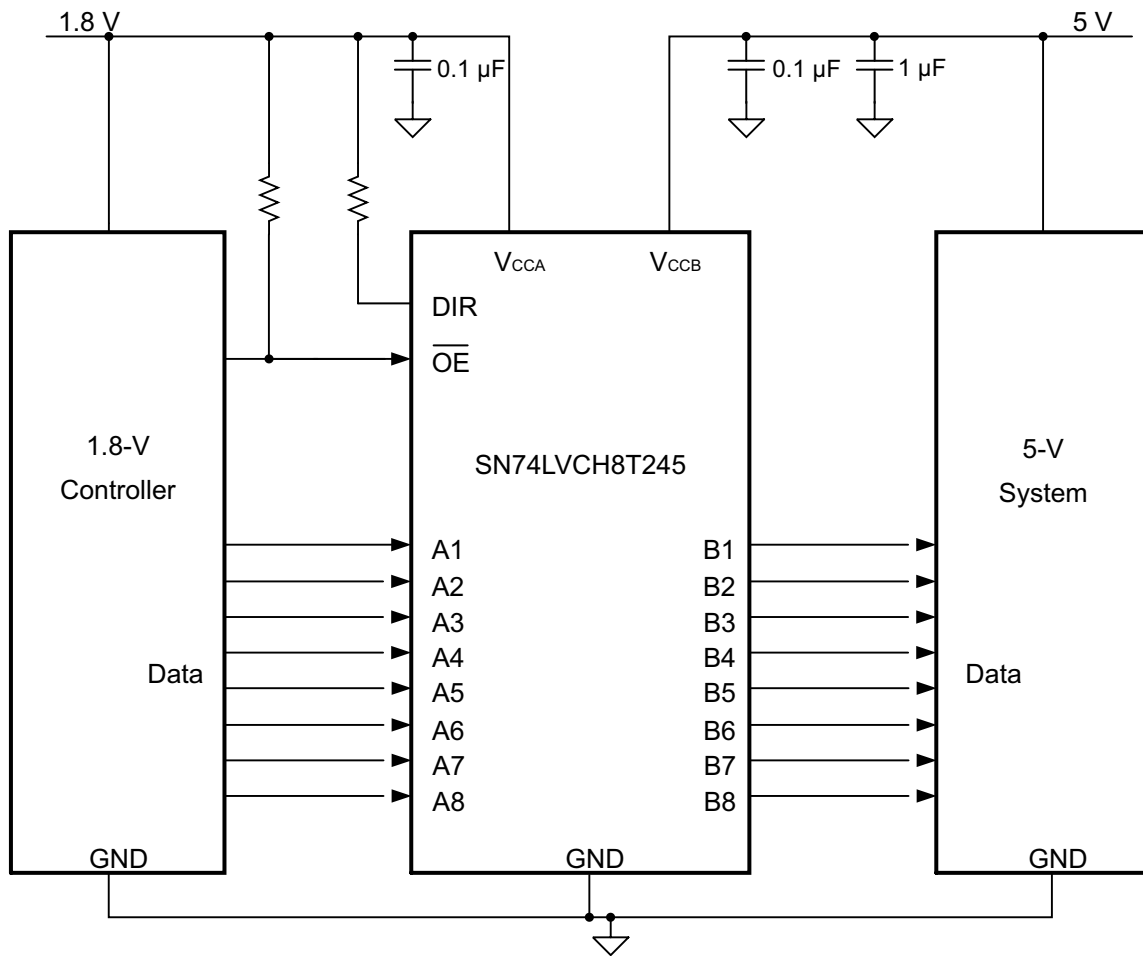 1.8 V
5 V
0.1 µF
0.1 µF
1 µF
VCCA
VCCB
DIR
OE
1.8-V
Controller
SN74LVCH8T245
5-V
System
A1
A2
A3
A4
A5
A6
A7
A8
B1
B2
B3
B4
B5
B6
B7
B8
Data
Data
GND
GND
GND